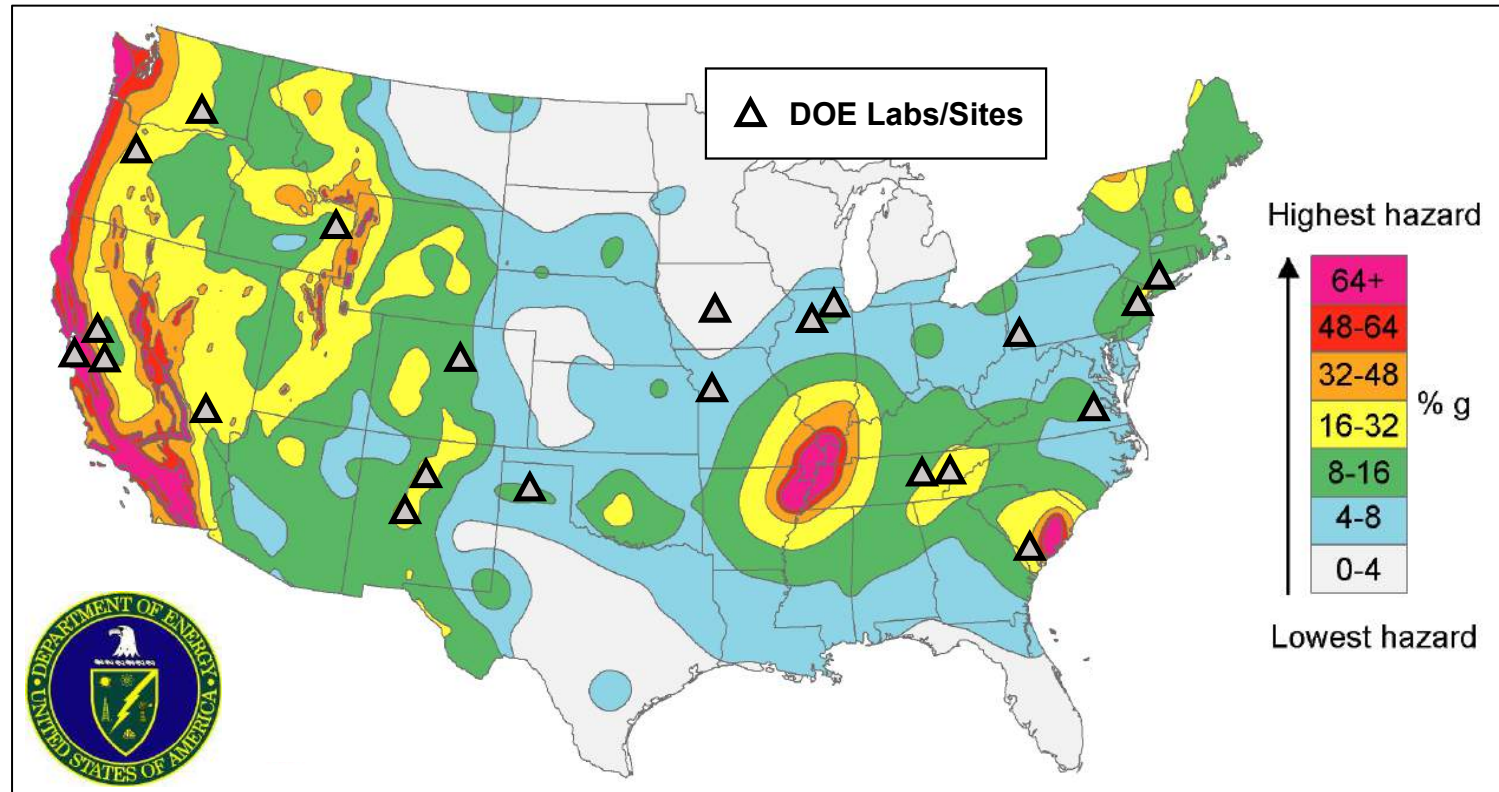 DOE Labs/Sites
Highest hazard
64+
48-64
32-48
16-32
8-16
4-8
0-4
% g
Lowest hazard
DEPARTMENT OF ENERGY
UNITED STATES OF AMERICA